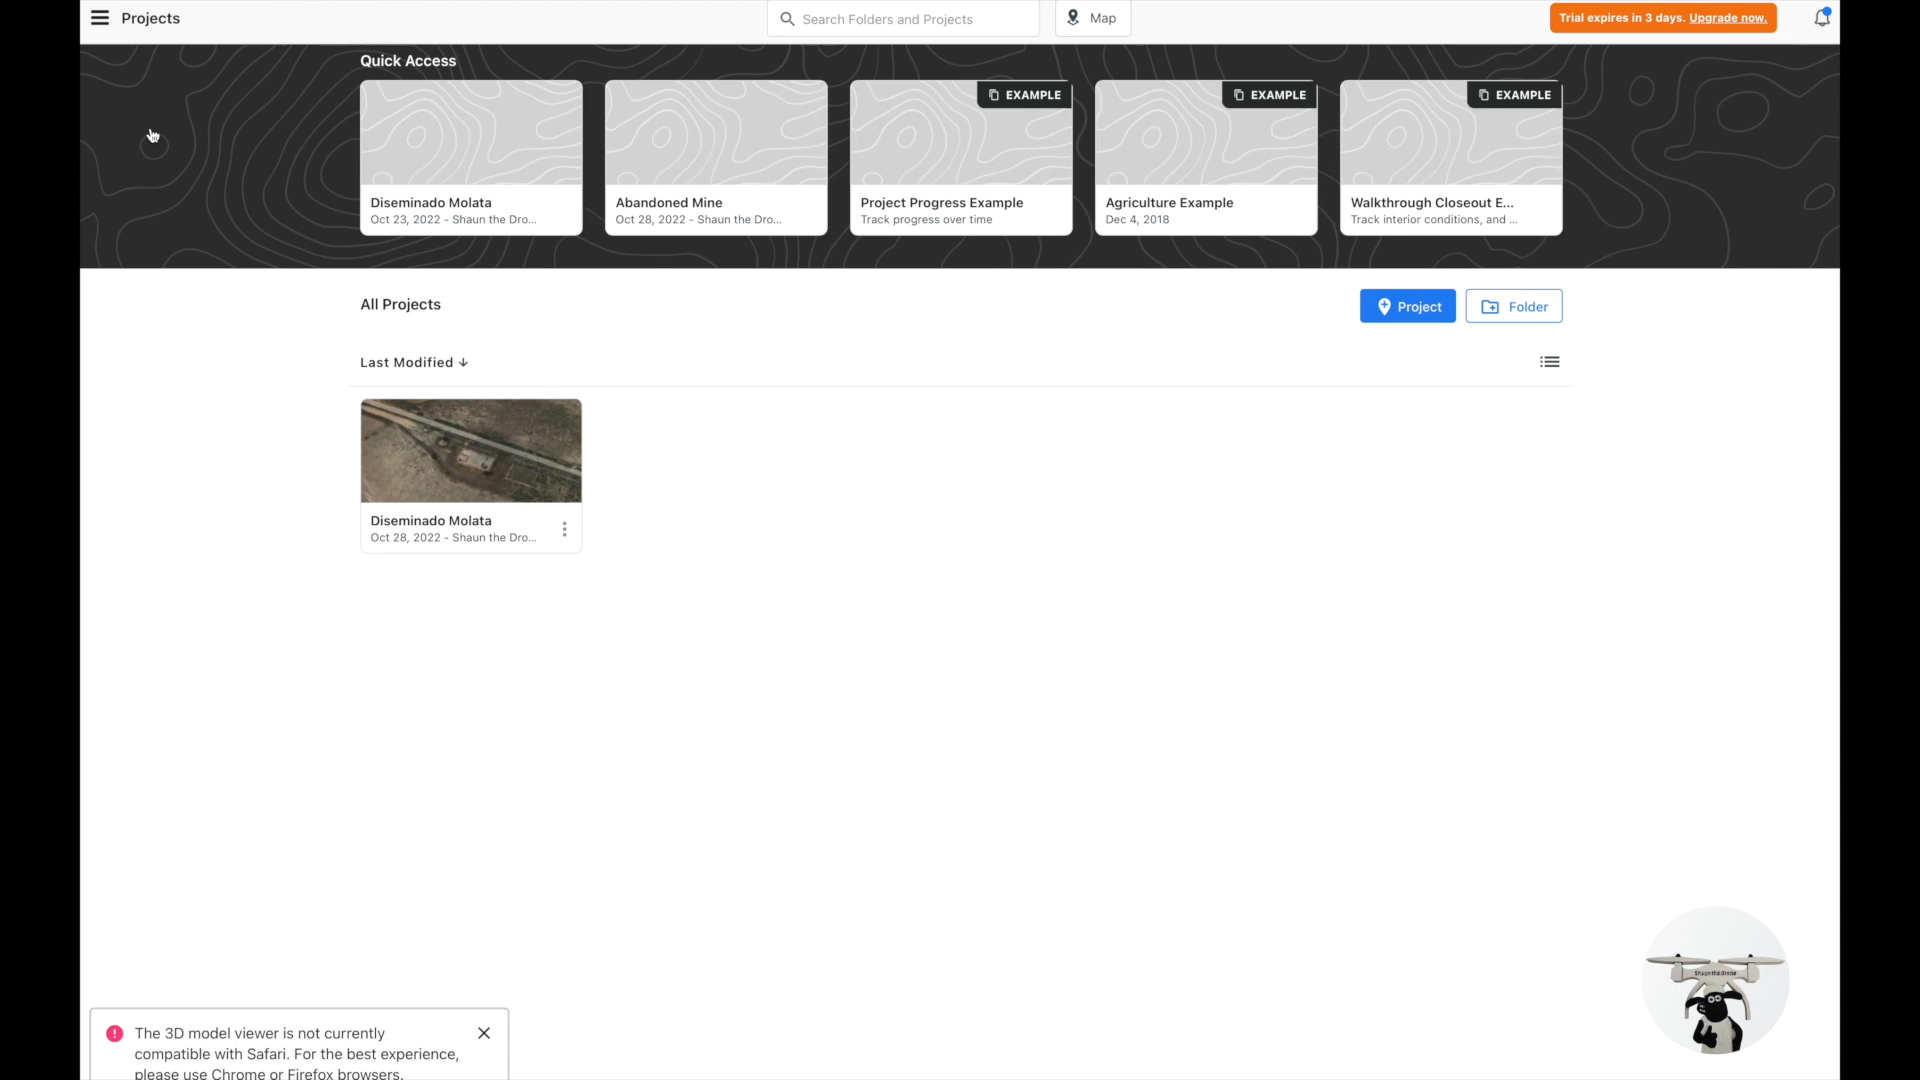 Projects
Search Folders and Projects
Map
Trial expires in 3 days. Upgrade now.
Quick Access
EXAMPLE
EXAMPLE
EXAMPLE
Diseminado Molata
Oct 23, 2022 - Shaun the Dro...
Abandoned Mine
Oct 28, 2022 - Shaun the Dro...
Project Progress Example
Track progress over time
Agriculture Example
Dec 4, 2018
Walkthrough Closeout E...
Track interior conditions, and ...
All Projects
Project
Folder
Last Modified
Diseminado Molata
Oct 28, 2022 - Shaun the Dro...
Shaun the Drone
The 3D model viewer is not currently
compatible with Safari. For the best experience,
please use Chrome or Firefox browsers.